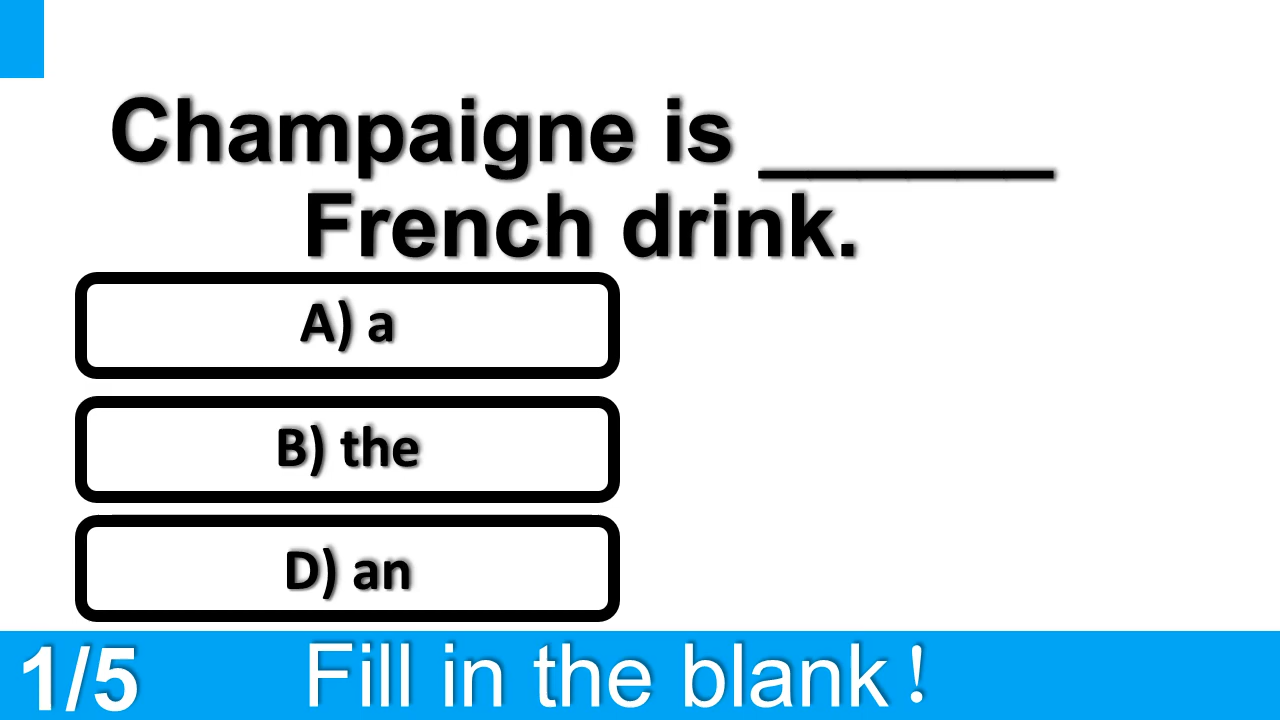 Champaigne is ______
French drink.
A) a
B) the
D) an
1/5 Fill in the blank!